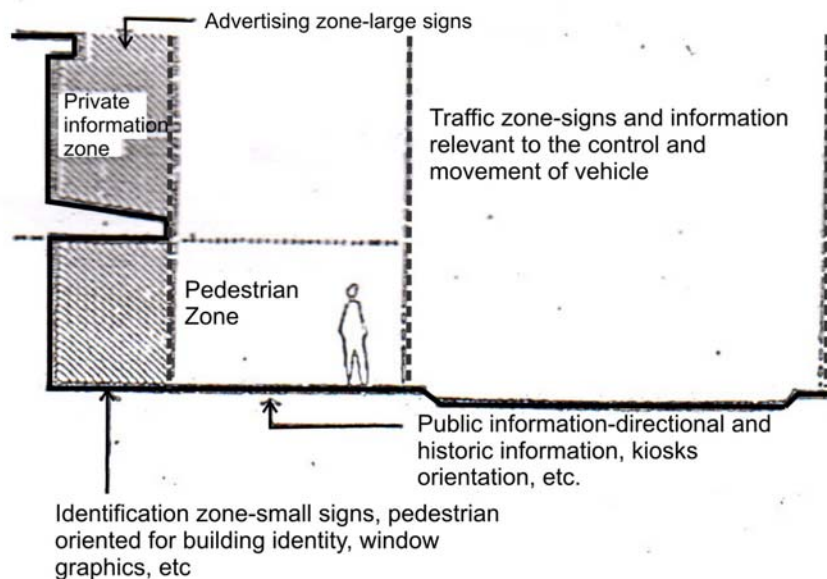 Advertising zone-large signs
Private
information
zone
Traffic zone-signs and information
relevant to the control and
movement of vehicle
Pedestrian
Zone
Public information-directional and
historic information, kiosks
orientation, etc.
Identification zone-small signs, pedestrian
oriented for building identity, window
graphics, etc